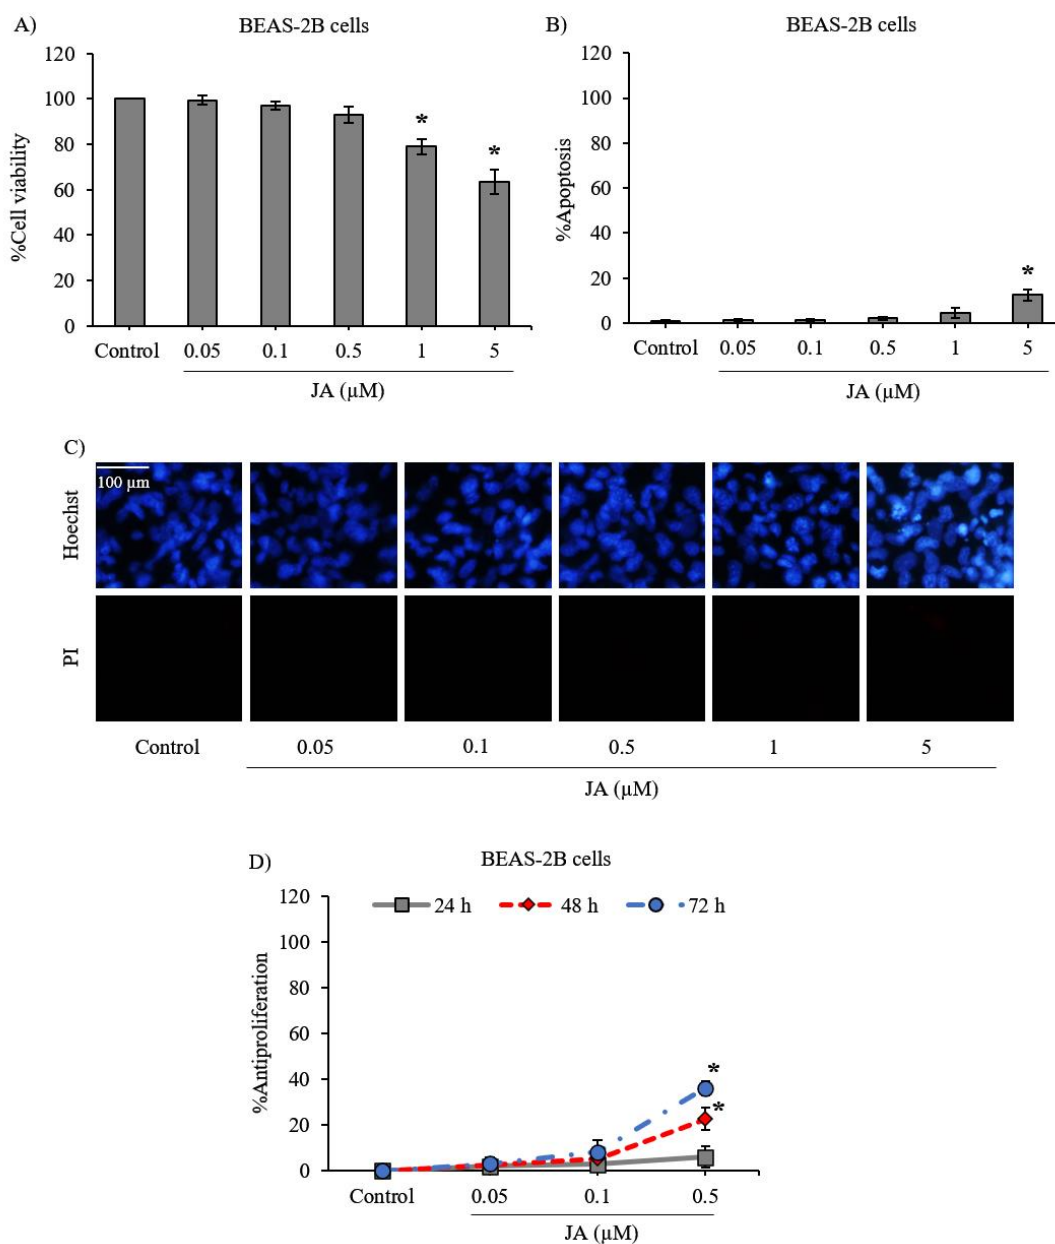 A)
BEAS-2B cells
%Cell viability
120
100
80
60
40
20
0
*
*
Control 0.05 0.1 0.5 1 5
JA (µM)
B)
BEAS-2B cells
%Apoptosis
120
100
80
60
40
20
0
*
Control 0.05 0.1 0.5 1 5
JA (µM)
C)
100 µm
Hoechst
PI
Control 0.05 0.1 0.5 1 5
JA (µM)
D)
BEAS-2B cells
24 h 48 h 72 h
%Antiproliferation
120
100
80
60
40
20
0
*
*
Control 0.05 0.1 0.5
JA (µM)